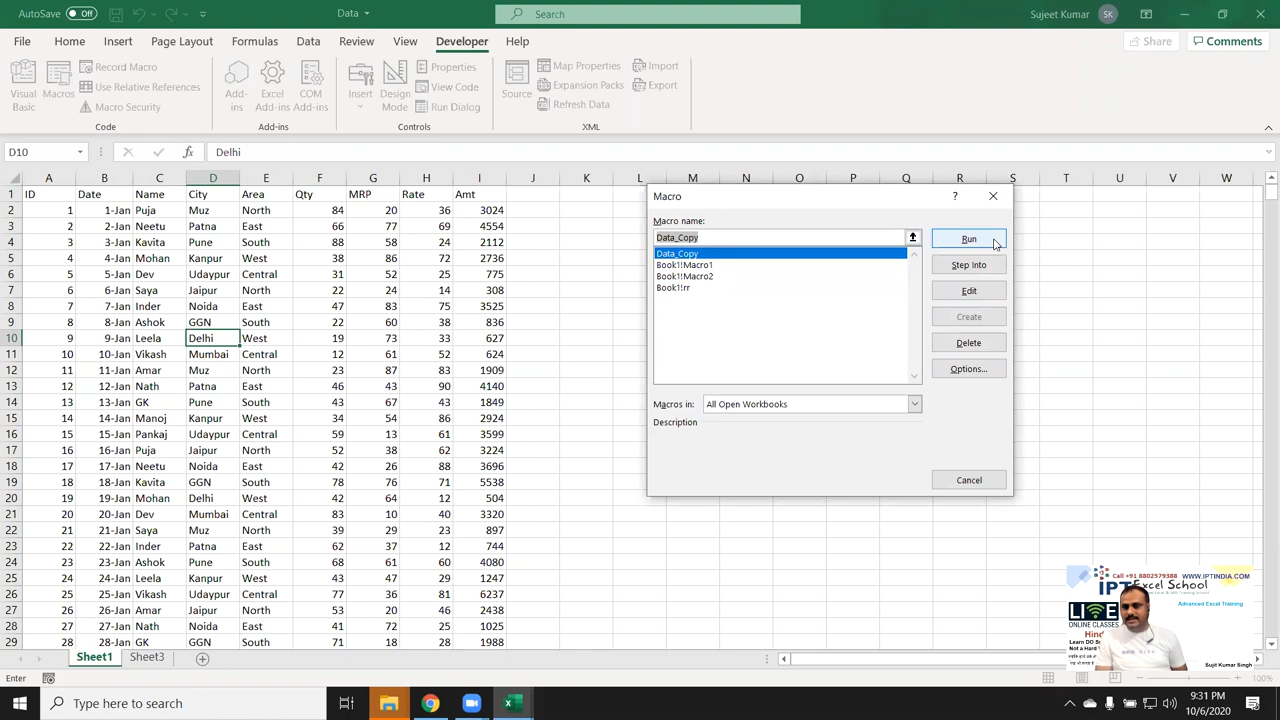 AutoSave Off Data Search Sujeet Kumar SK
File Home Insert Page Layout Formulas Data Review View Developer Help Share Comments
Visual Basic
Macros
Record Macro
Use Relative References
Macro Security
Code
Add-ins
Excel Add-ins
COM Add-ins
Add-ins
Insert
Design Mode
Properties
View Code
Run Dialog
Controls
Source
Map Properties
Expansion Packs
Refresh Data
Import
Export
XML
D10 fx Delhi
A B C D E F G H I J K L M N O P Q R S T U V W
1 ID Date Name City Area Qty MRP Rate Amt
2 1 1-Jan Puja Muz North 84 20 36 3024
3 2 2-Jan Neetu Patna East 66 77 69 4554
4 3 3-Jan Kavita Pune South 88 58 24 2112
5 4 4-Jan Mohan Kanpur West 38 86 72 2736
6 5 5-Jan Dev Udaypur Central 31 52 25 775
7 6 6-Jan Saya Jaipur North 22 24 14 308
8 7 7-Jan Inder Noida East 47 83 75 3525
9 8 8-Jan Ashok GGN South 22 60 38 836
10 9 9-Jan Leela Delhi West 19 73 33 627
11 10 10-Jan Vikash Mumbai Central 12 61 52 624
12 11 11-Jan Amar Muz North 23 87 83 1909
13 12 12-Jan Nath Patna East 46 43 90 4140
14 13 13-Jan GK Pune South 43 67 43 1849
15 14 14-Jan Manoj Kanpur West 34 54 86 2924
16 15 15-Jan Pankaj Udaypur Central 59 13 61 3599
17 16 16-Jan Puja Jaipur North 52 38 62 3224
18 17 17-Jan Neetu Noida East 42 26 88 3696
19 18 18-Jan Kavita GGN South 78 76 71 5538
20 19 19-Jan Mohan Delhi West 42 64 12 504
21 20 20-Jan Dev Mumbai Central 83 10 40 3320
22 21 21-Jan Saya Muz North 39 29 23 897
23 22 22-Jan Inder Patna East 62 37 12 744
24 23 23-Jan Ashok Pune South 68 61 60 4080
25 24 24-Jan Leela Kanpur West 43 47 29 1247
26 25 25-Jan Vikash Udaypur Central 77 36 81 6237
27 26 26-Jan Amar Jaipur North 53 20 46 2438
28 27 27-Jan Nath Noida East 41 72 25 1025
29 28 28-Jan GK GGN South 71 67 28 1988
Macro ?
Macro name:
Data_Copy
Data_Copy
Book1!Macro1
Book1!Macro2
Book1!rr
Run
Step Into
Edit
Create
Delete
Options...
Macros in: All Open Workbooks
Description
Cancel
Call +91 8802579388 WWW.IPTINDIA.COM
IPT Excel School
Advanced Excel Training
LIVE
ONLINE CLASSES
Sujit Kumar Singh
Sheet1 Sheet3
Enter 100%
Type here to search
9:31 PM
10/6/2020